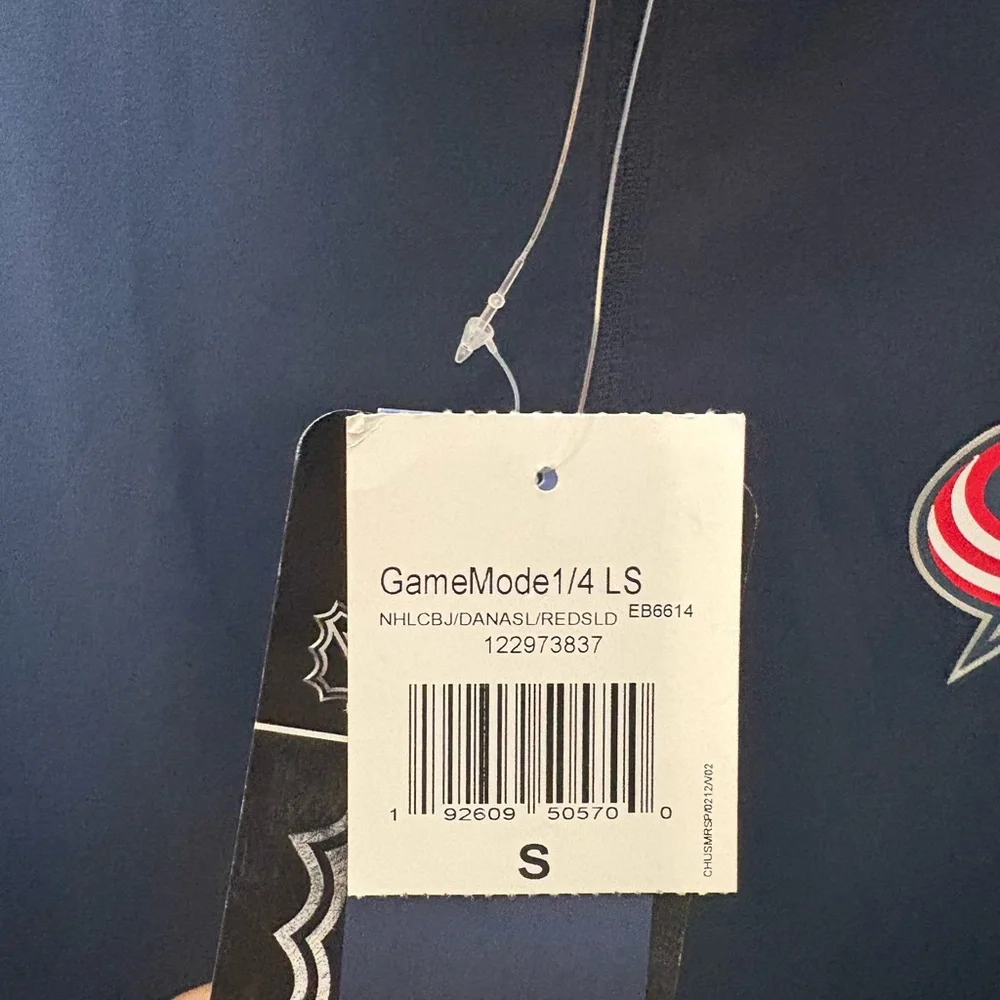 GameMode1/4 LS
NHLCBJ/DANASL/REDSLD EB6614
122973837
1 92609 50570 0
S
CHUSMRSP/0212/V02